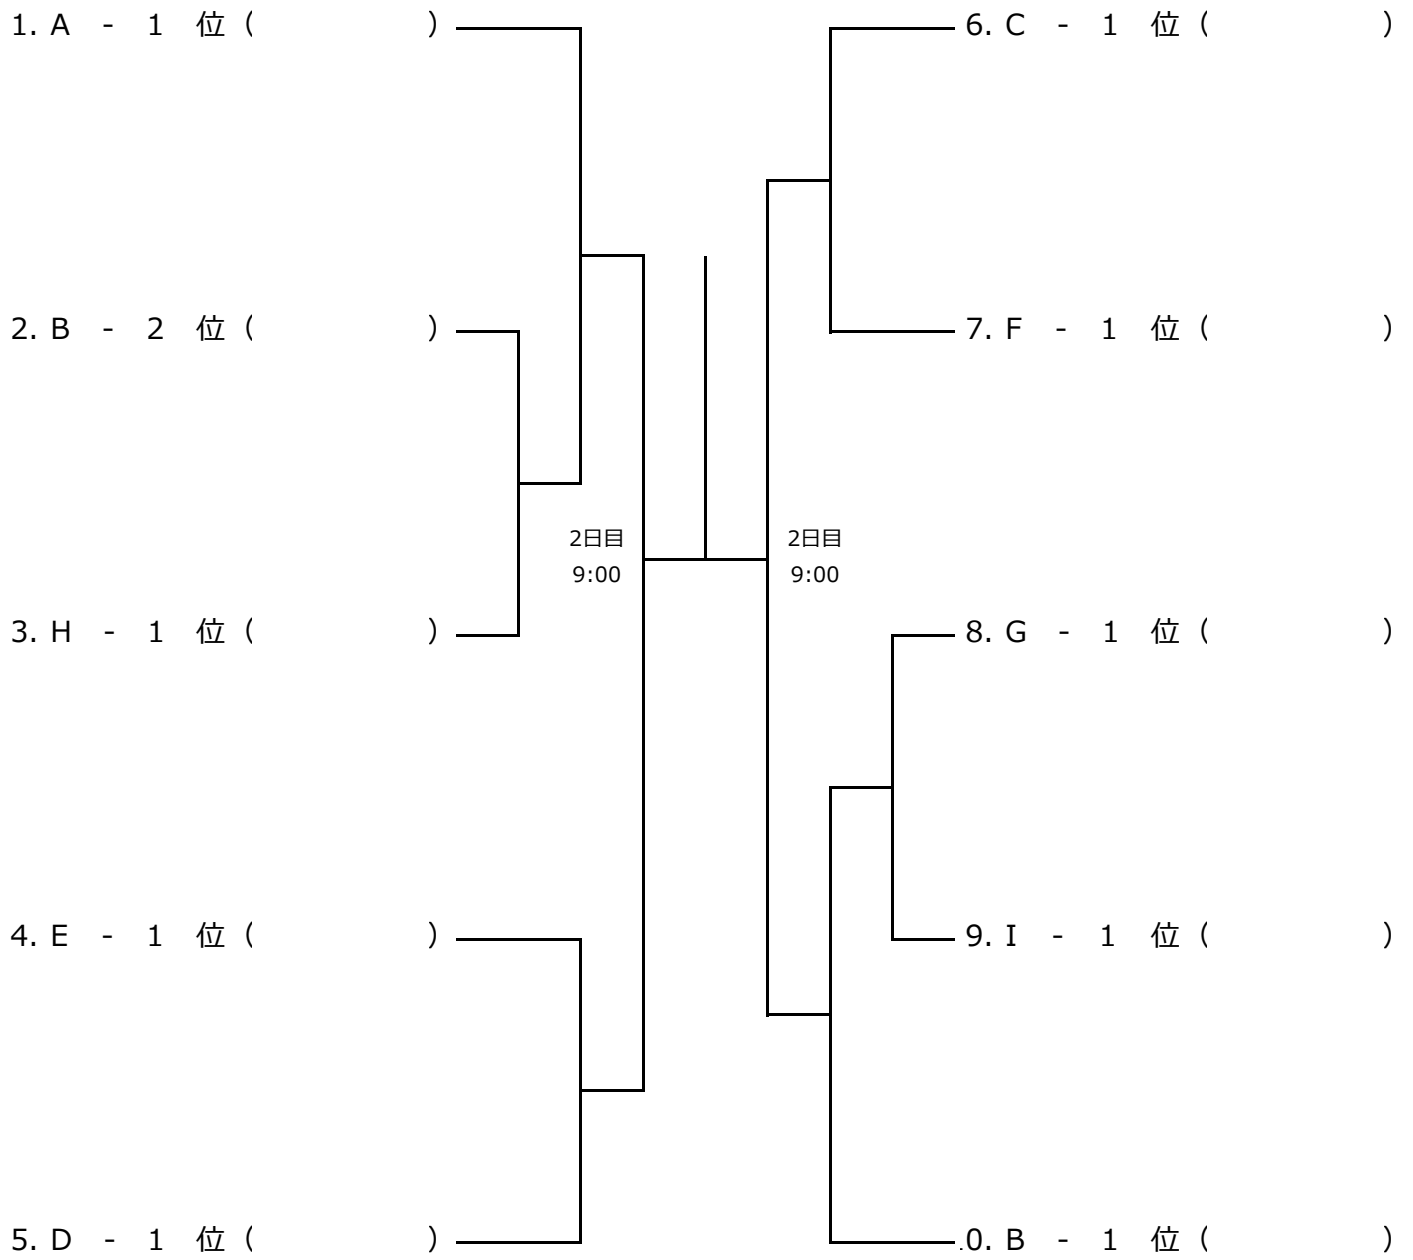 1. A - 1 位 ( )
2. B - 2 位 ( )
3. H - 1 位 ( )
4. E - 1 位 ( )
5. D - 1 位 ( )
2日目
9:00
2日目
9:00
6. C - 1 位 ( )
7. F - 1 位 ( )
8. G - 1 位 ( )
9. I - 1 位 ( )
.0. B - 1 位 ( )